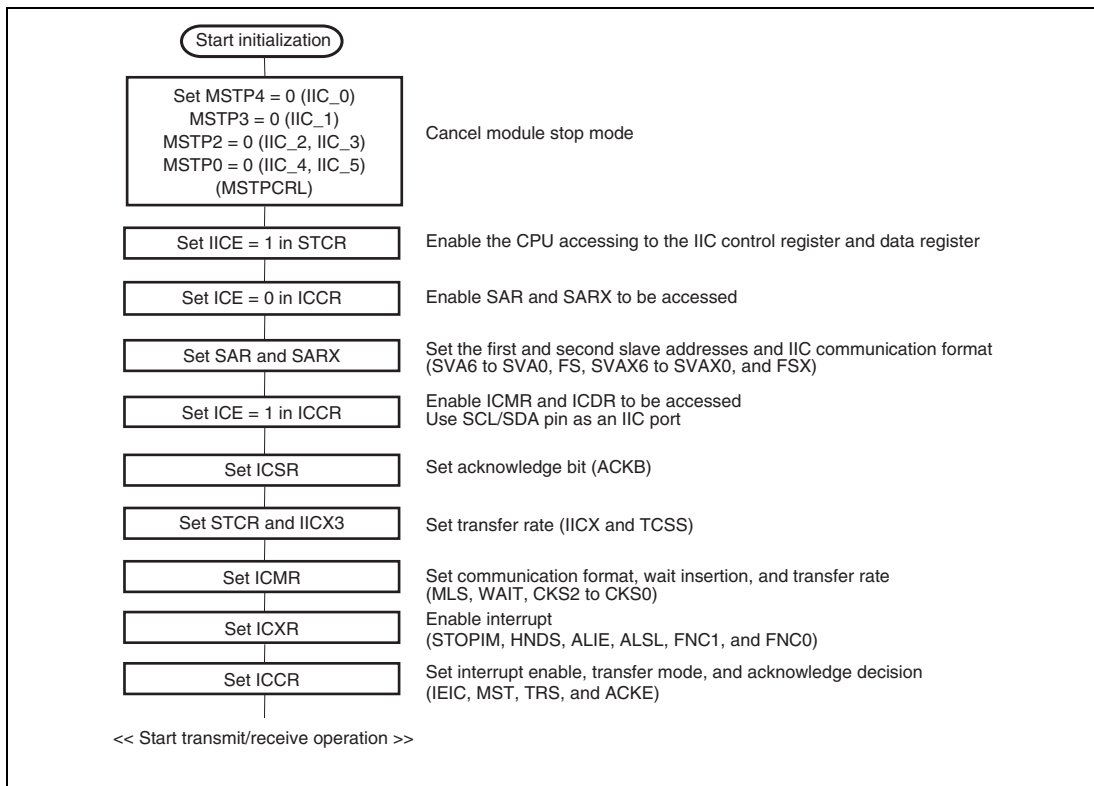 Start initialization
Set MSTP4 = 0 (IIC_0)
MSTP3 = 0 (IIC_1)
MSTP2 = 0 (IIC_2, IIC_3)
MSTP0 = 0 (IIC_4, IIC_5)
(MSTPCRL)
Cancel module stop mode
Set IICE = 1 in STCR
Enable the CPU accessing to the IIC control register and data register
Set ICE = 0 in ICCR
Enable SAR and SARX to be accessed
Set SAR and SARX
Set the first and second slave addresses and IIC communication format
(SVA6 to SVA0, FS, SVAX6 to SVAX0, and FSX)
Set ICE = 1 in ICCR
Enable ICMR and ICDR to be accessed
Use SCL/SDA pin as an IIC port
Set ICSR
Set acknowledge bit (ACKB)
Set STCR and IICX3
Set transfer rate (IICX and TCSS)
Set ICMR
Set communication format, wait insertion, and transfer rate
(MLS, WAIT, CKS2 to CKS0)
Set ICXR
Enable interrupt
(STOPIM, HNDS, ALIE, ALSL, FNC1, and FNC0)
Set ICCR
Set interrupt enable, transfer mode, and acknowledge decision
(IEIC, MST, TRS, and ACKE)
<< Start transmit/receive operation >>